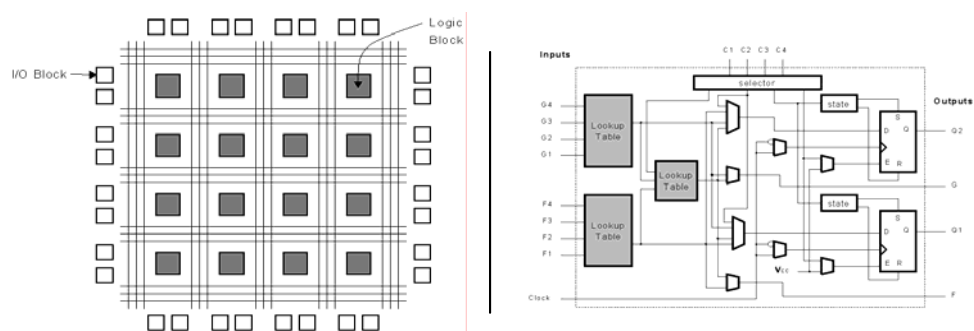 Logic
Block
I/O Block
Inputs
C1 C2 C3 C4
selector
G4
G3
G2
G1
Lookup
Table
state
S
D Q
E R
Outputs
Q2
Lookup
Table
G
F4
F3
F2
F1
Lookup
Table
state
S
D Q
E R
Q1
Vcc
Clock
F